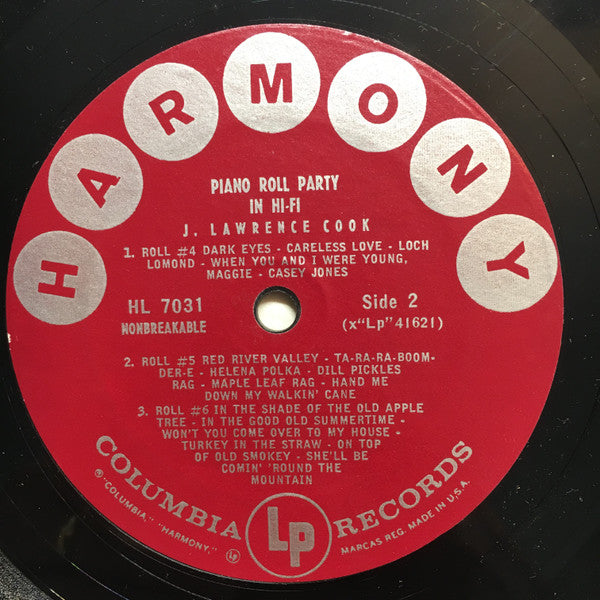 HARMONY
PIANO ROLL PARTY
IN HI-FI
J. LAWRENCE COOK
1. ROLL #4 DARK EYES - CARELESS LOVE - LOCH
LOMOND - WHEN YOU AND I WERE YOUNG,
MAGGIE - CASEY JONES
HL 7031
NONBREAKABLE
Side 2
(x"Lp"41621)
2. ROLL #5 RED RIVER VALLEY - TA-RA-RA-BOOM-
DER-E - HELENA POLKA - DILL PICKLES
RAG - MAPLE LEAF RAG - HAND ME
DOWN MY WALKIN' CANE
3. ROLL #6 IN THE SHADE OF THE OLD APPLE
TREE - IN THE GOOD OLD SUMMERTIME -
WON'T YOU COME OVER TO MY HOUSE -
TURKEY IN THE STRAW - ON TOP
OF OLD SMOKEY - SHE'LL BE
COMIN' 'ROUND THE
MOUNTAIN
COLUMBIA Lp RECORDS
® "COLUMBIA," "HARMONY," Lp
MARCAS REG. MADE IN U.S.A.